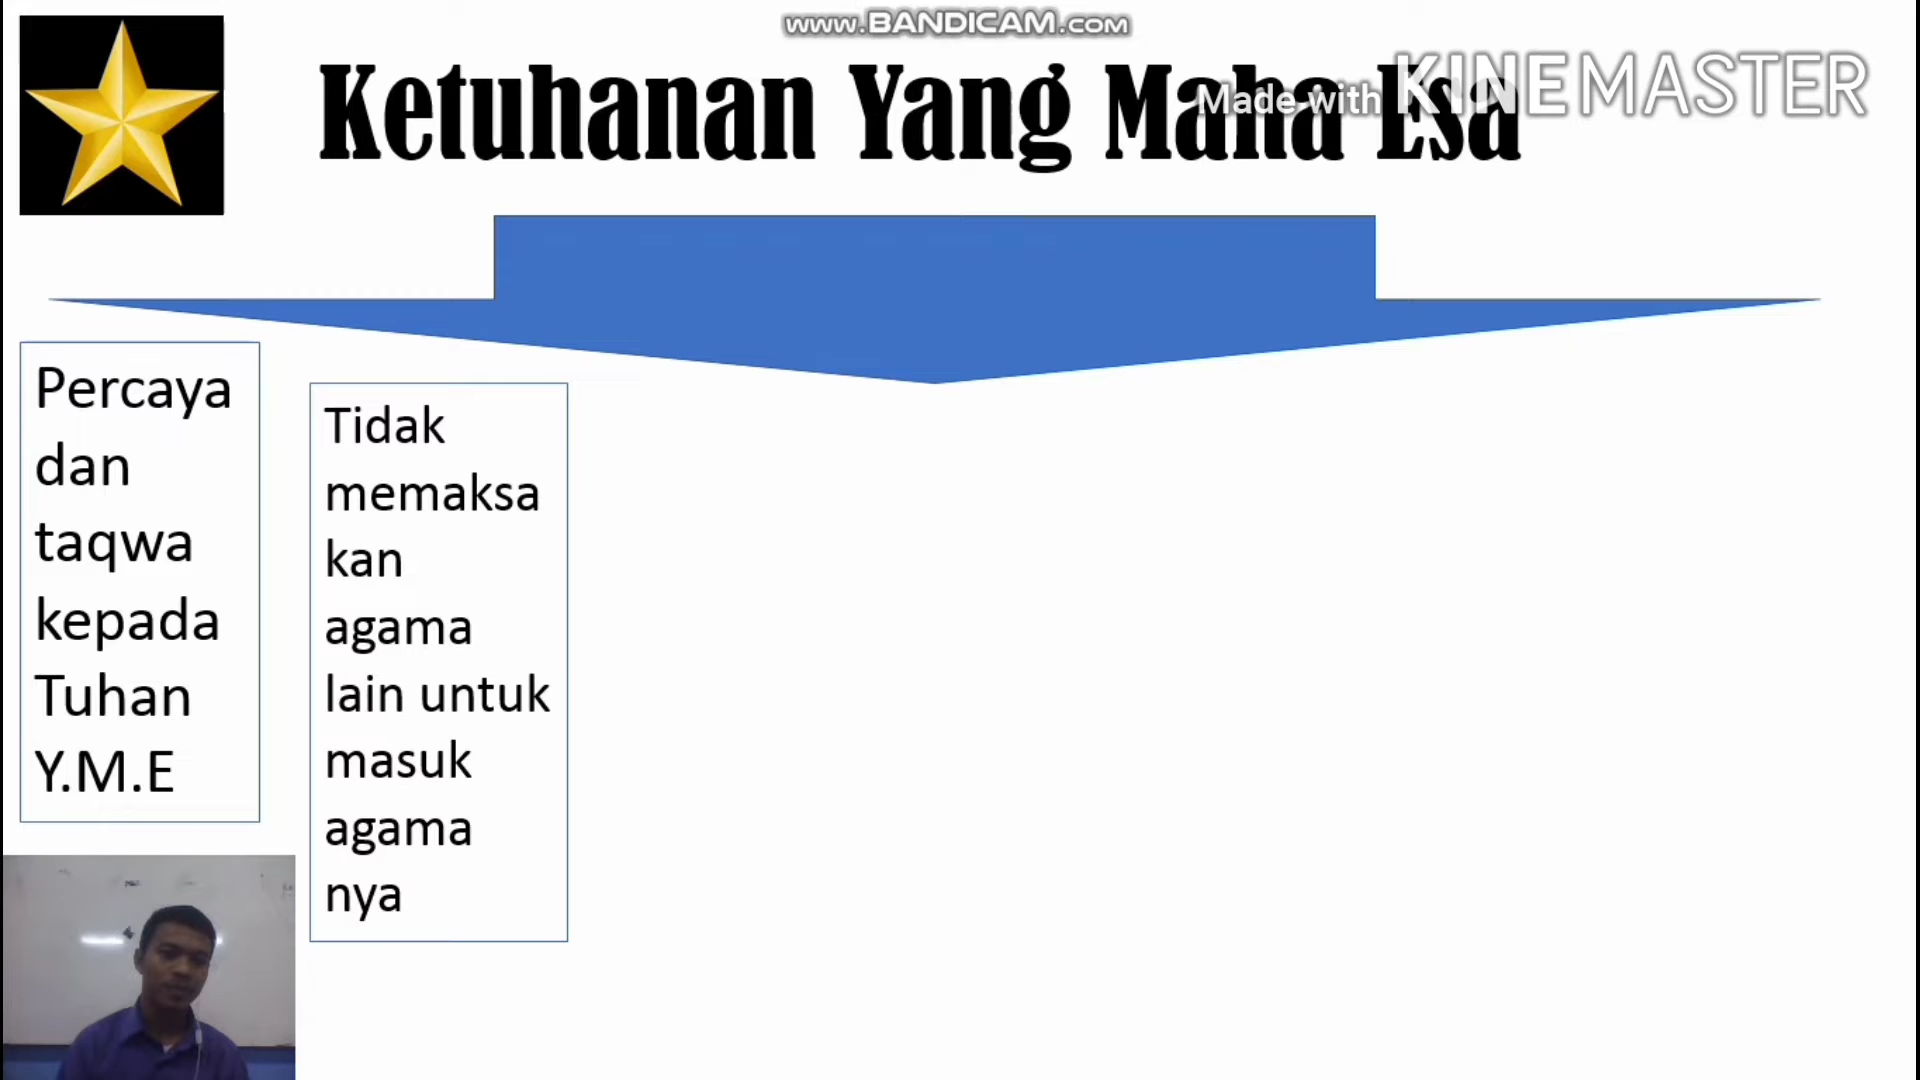 www.BANDICAM.com
Ketuhanan Yang Maha Esa
Made with KINEMASTER
Percaya
dan
taqwa
kepada
Tuhan
Y.M.E
Tidak
memaksa
kan
agama
lain untuk
masuk
agama
nya